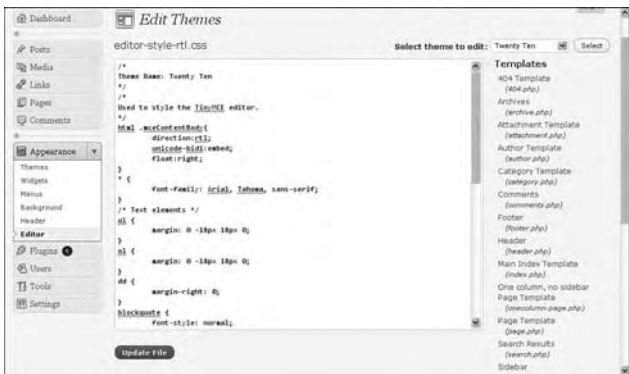 Dashboard
Posts
Media
Links
Pages
Comments
Appearance
Themes
Widgets
Menus
Background
Header
Editor
Plugins
Users
Tools
Settings
Edit Themes
editor-style-rtl.css
Select theme to edit: Twenty Ten Select
/*
Theme Name: Twenty Ten
*/
/*
Used to style the TinyMCE editor.
*/
html .mceContentBody{
direction:rtl;
unicode-bidi:embed;
float:right;
}
* {
font-family: Arial, Tahoma, sans-serif;
}
/* Text elements */
ul {
margin: 0 -18px 18px 0;
}
ol {
margin: 0 -18px 18px 0;
}
dd {
margin-right: 0;
}
blockquote {
font-style: normal;
Update File
Templates
404 Template
(404.php)
Archives
(archive.php)
Attachment Template
(attachment.php)
Author Template
(author.php)
Category Template
(category.php)
Comments
(comments.php)
Footer
(footer.php)
Header
(header.php)
Main Index Template
(index.php)
One column, no sidebar
Page Template
(onecolumn-page.php)
Page Template
(page.php)
Search Results
(search.php)
Sidebar